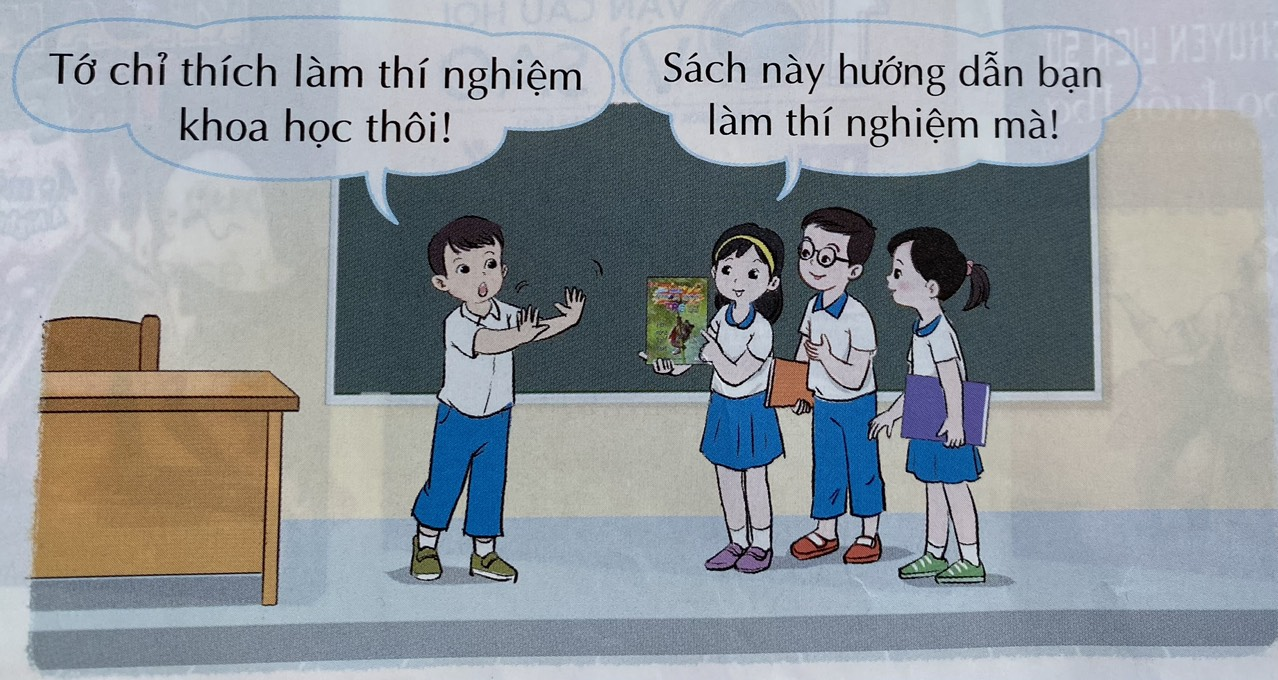 Tớ chỉ thích làm thí nghiệm
khoa học thôi!
Sách này hướng dẫn bạn
làm thí nghiệm mà!